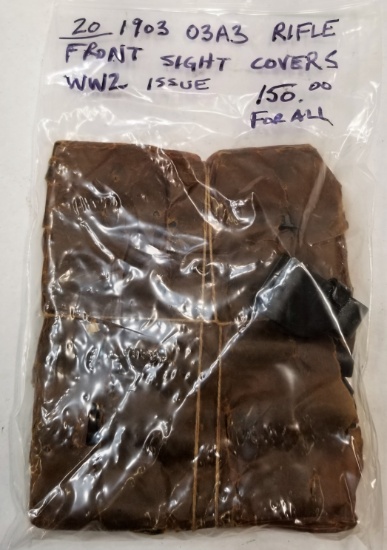 20 1903 03A3 RIFLE
FRONT SIGHT COVERS
WW2 ISSUE 150.00
FOR ALL